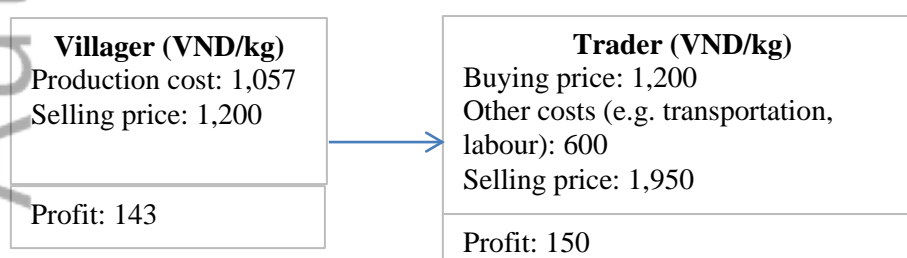 Villager (VND/kg)
Production cost: 1,057
Selling price: 1,200
Profit: 143
Trader (VND/kg)
Buying price: 1,200
Other costs (e.g. transportation,
labour): 600
Selling price: 1,950
Profit: 150